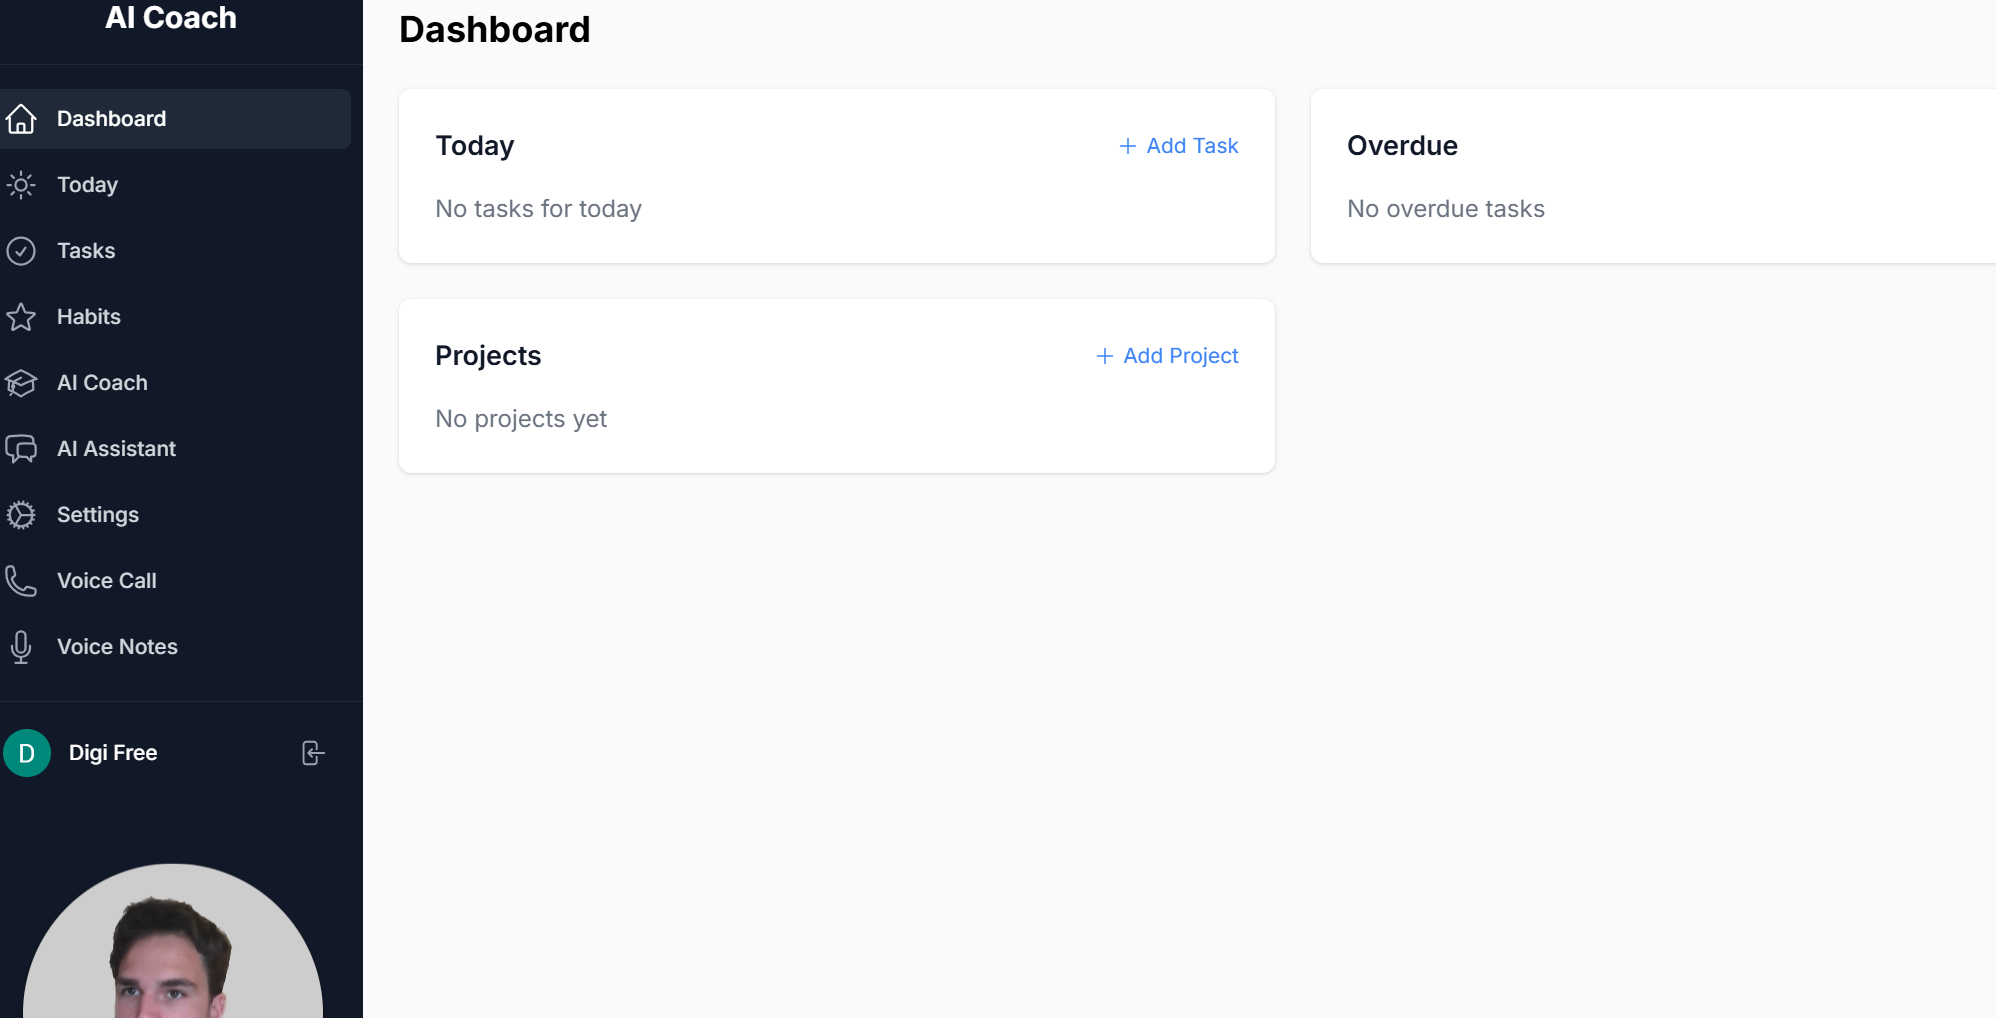 AI Coach
Dashboard
Today
Tasks
Habits
AI Coach
AI Assistant
Settings
Voice Call
Voice Notes
D
Digi Free
Dashboard
Today
+ Add Task
No tasks for today
Overdue
No overdue tasks
Projects
+ Add Project
No projects yet